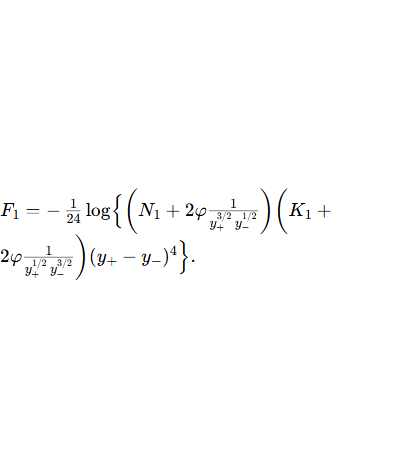 $F_1 = -\frac{1}{24} \log\Big\{ \Big( N_1 + 2\varphi \frac{1}{y_+^{3/2} y_-^{1/2}} \Big) \Big( K_1 +$
$2\varphi \frac{1}{y_+^{1/2} y_-^{3/2}} \Big) (y_+ - y_-)^4 \Big\}.$